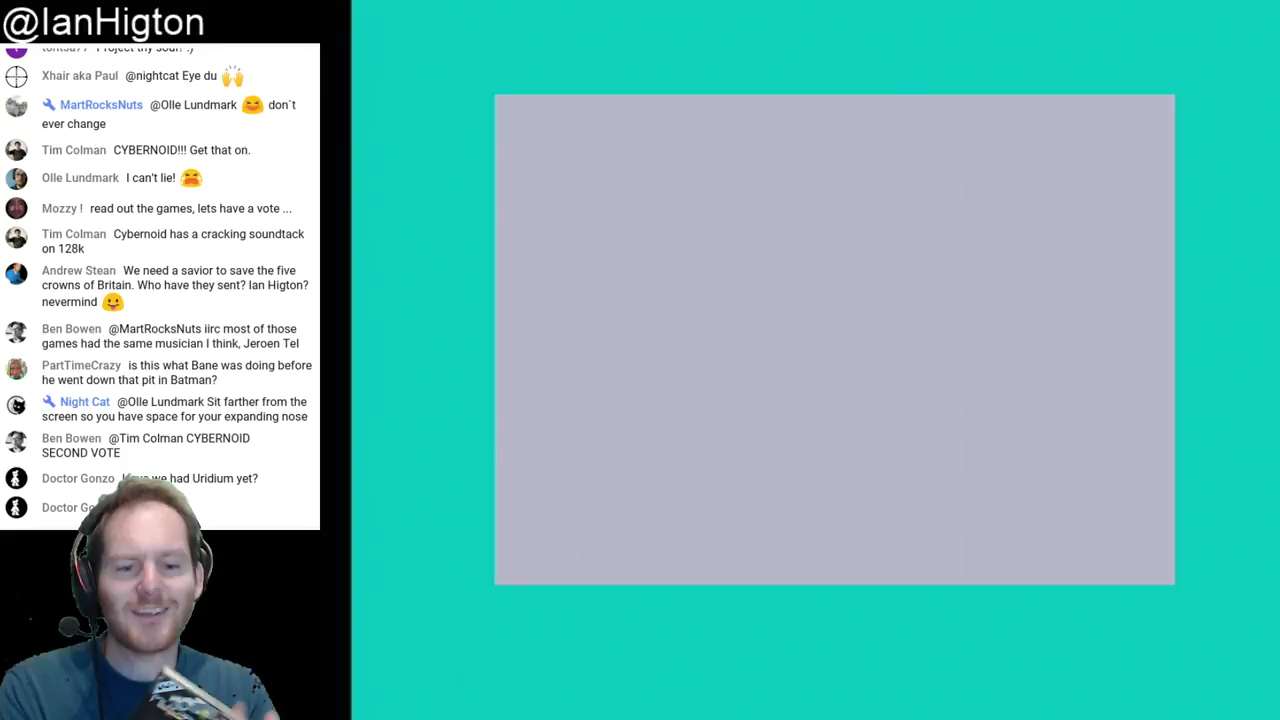 @IanHigton
Xhair aka Paul @nightcat Eye du 🙌
MartRocksNuts @Olle Lundmark 😆 don`t
ever change
Tim Colman CYBERNOID!!! Get that on.
Olle Lundmark I can't lie! 😫
Mozzy ! read out the games, lets have a vote ...
Tim Colman Cybernoid has a cracking soundtack
on 128k
Andrew Stean We need a savior to save the five
crowns of Britain. Who have they sent? Ian Higton?
nevermind 😛
Ben Bowen @MartRocksNuts iirc most of those
games had the same musician I think, Jeroen Tel
PartTimeCrazy is this what Bane was doing before
he went down that pit in Batman?
Night Cat @Olle Lundmark Sit farther from the
screen so you have space for your expanding nose
Ben Bowen @Tim Colman CYBERNOID
SECOND VOTE
Doctor Gonzo we had Uridium yet?
Doctor